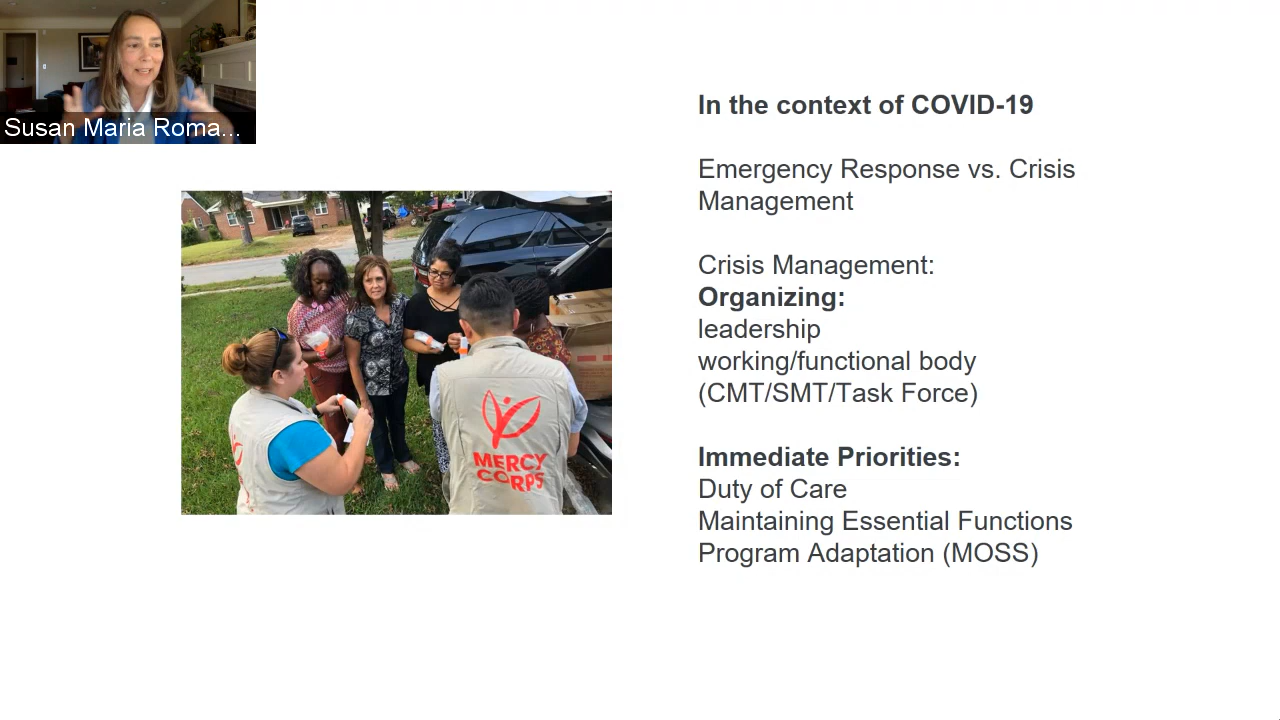 Susan Maria Roma...
In the context of COVID-19
Emergency Response vs. Crisis
Management
Crisis Management:
Organizing:
leadership
working/functional body
(CMT/SMT/Task Force)
Immediate Priorities:
Duty of Care
Maintaining Essential Functions
Program Adaptation (MOSS)
MERCY
CORPS